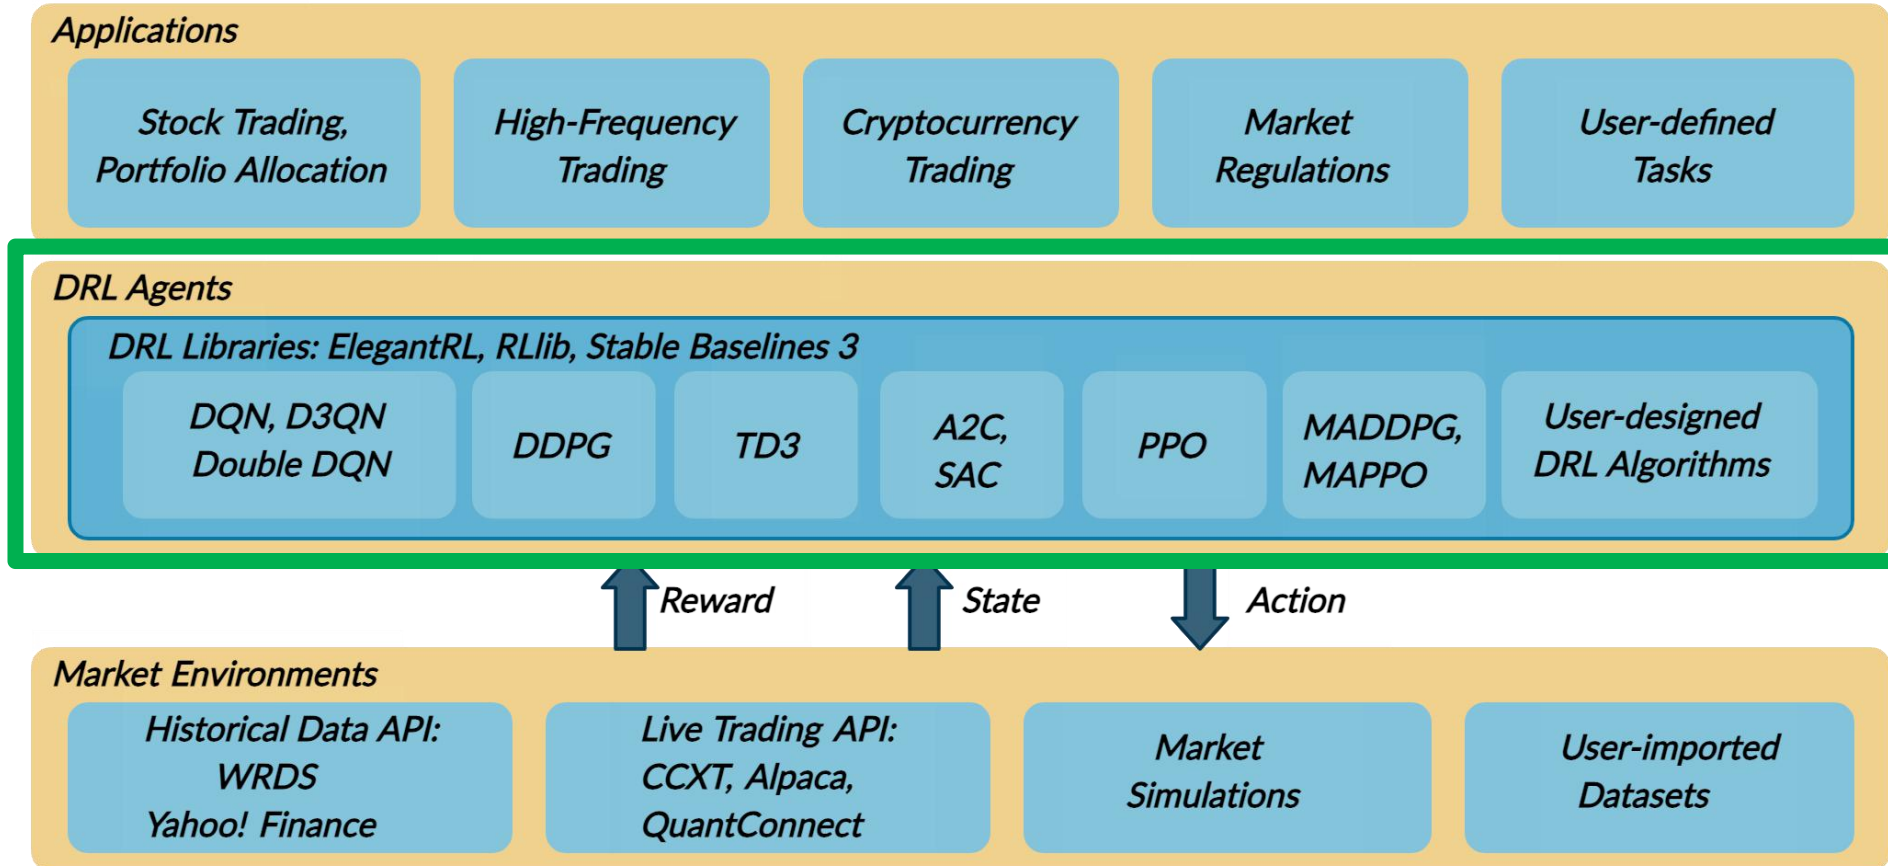 Applications
Stock Trading,
Portfolio Allocation
High-Frequency
Trading
Cryptocurrency
Trading
Market
Regulations
User-defined
Tasks
DRL Agents
DRL Libraries: ElegantRL, RLlib, Stable Baselines 3
DQN, D3QN
Double DQN
DDPG
TD3
A2C,
SAC
PPO
MADDPG,
MAPPO
User-designed
DRL Algorithms
Reward
State
Action
Market Environments
Historical Data API:
WRDS
Yahoo! Finance
Live Trading API:
CCXT, Alpaca,
QuantConnect
Market
Simulations
User-imported
Datasets